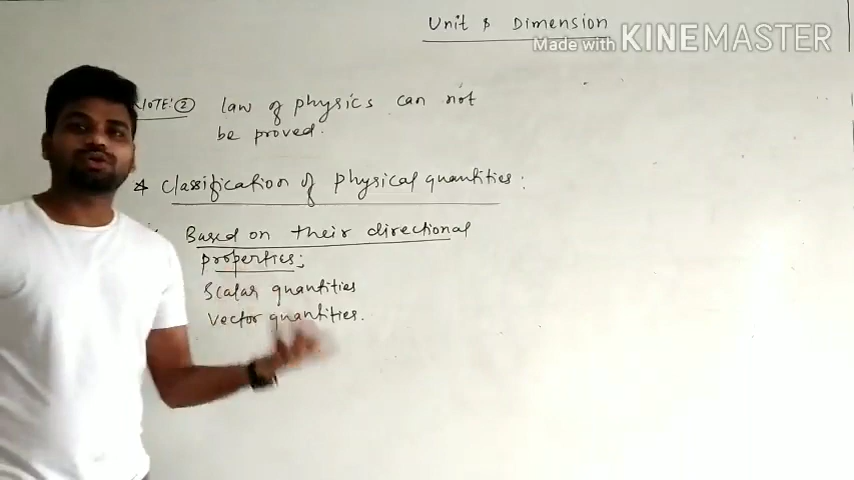 Unit & Dimension
Made with KINEMASTER
NOTE: ② law of physics can not
be proved.
* Classification of physical quantities:
Based on their directional
properties;
Scalar quantities
Vector quantities.